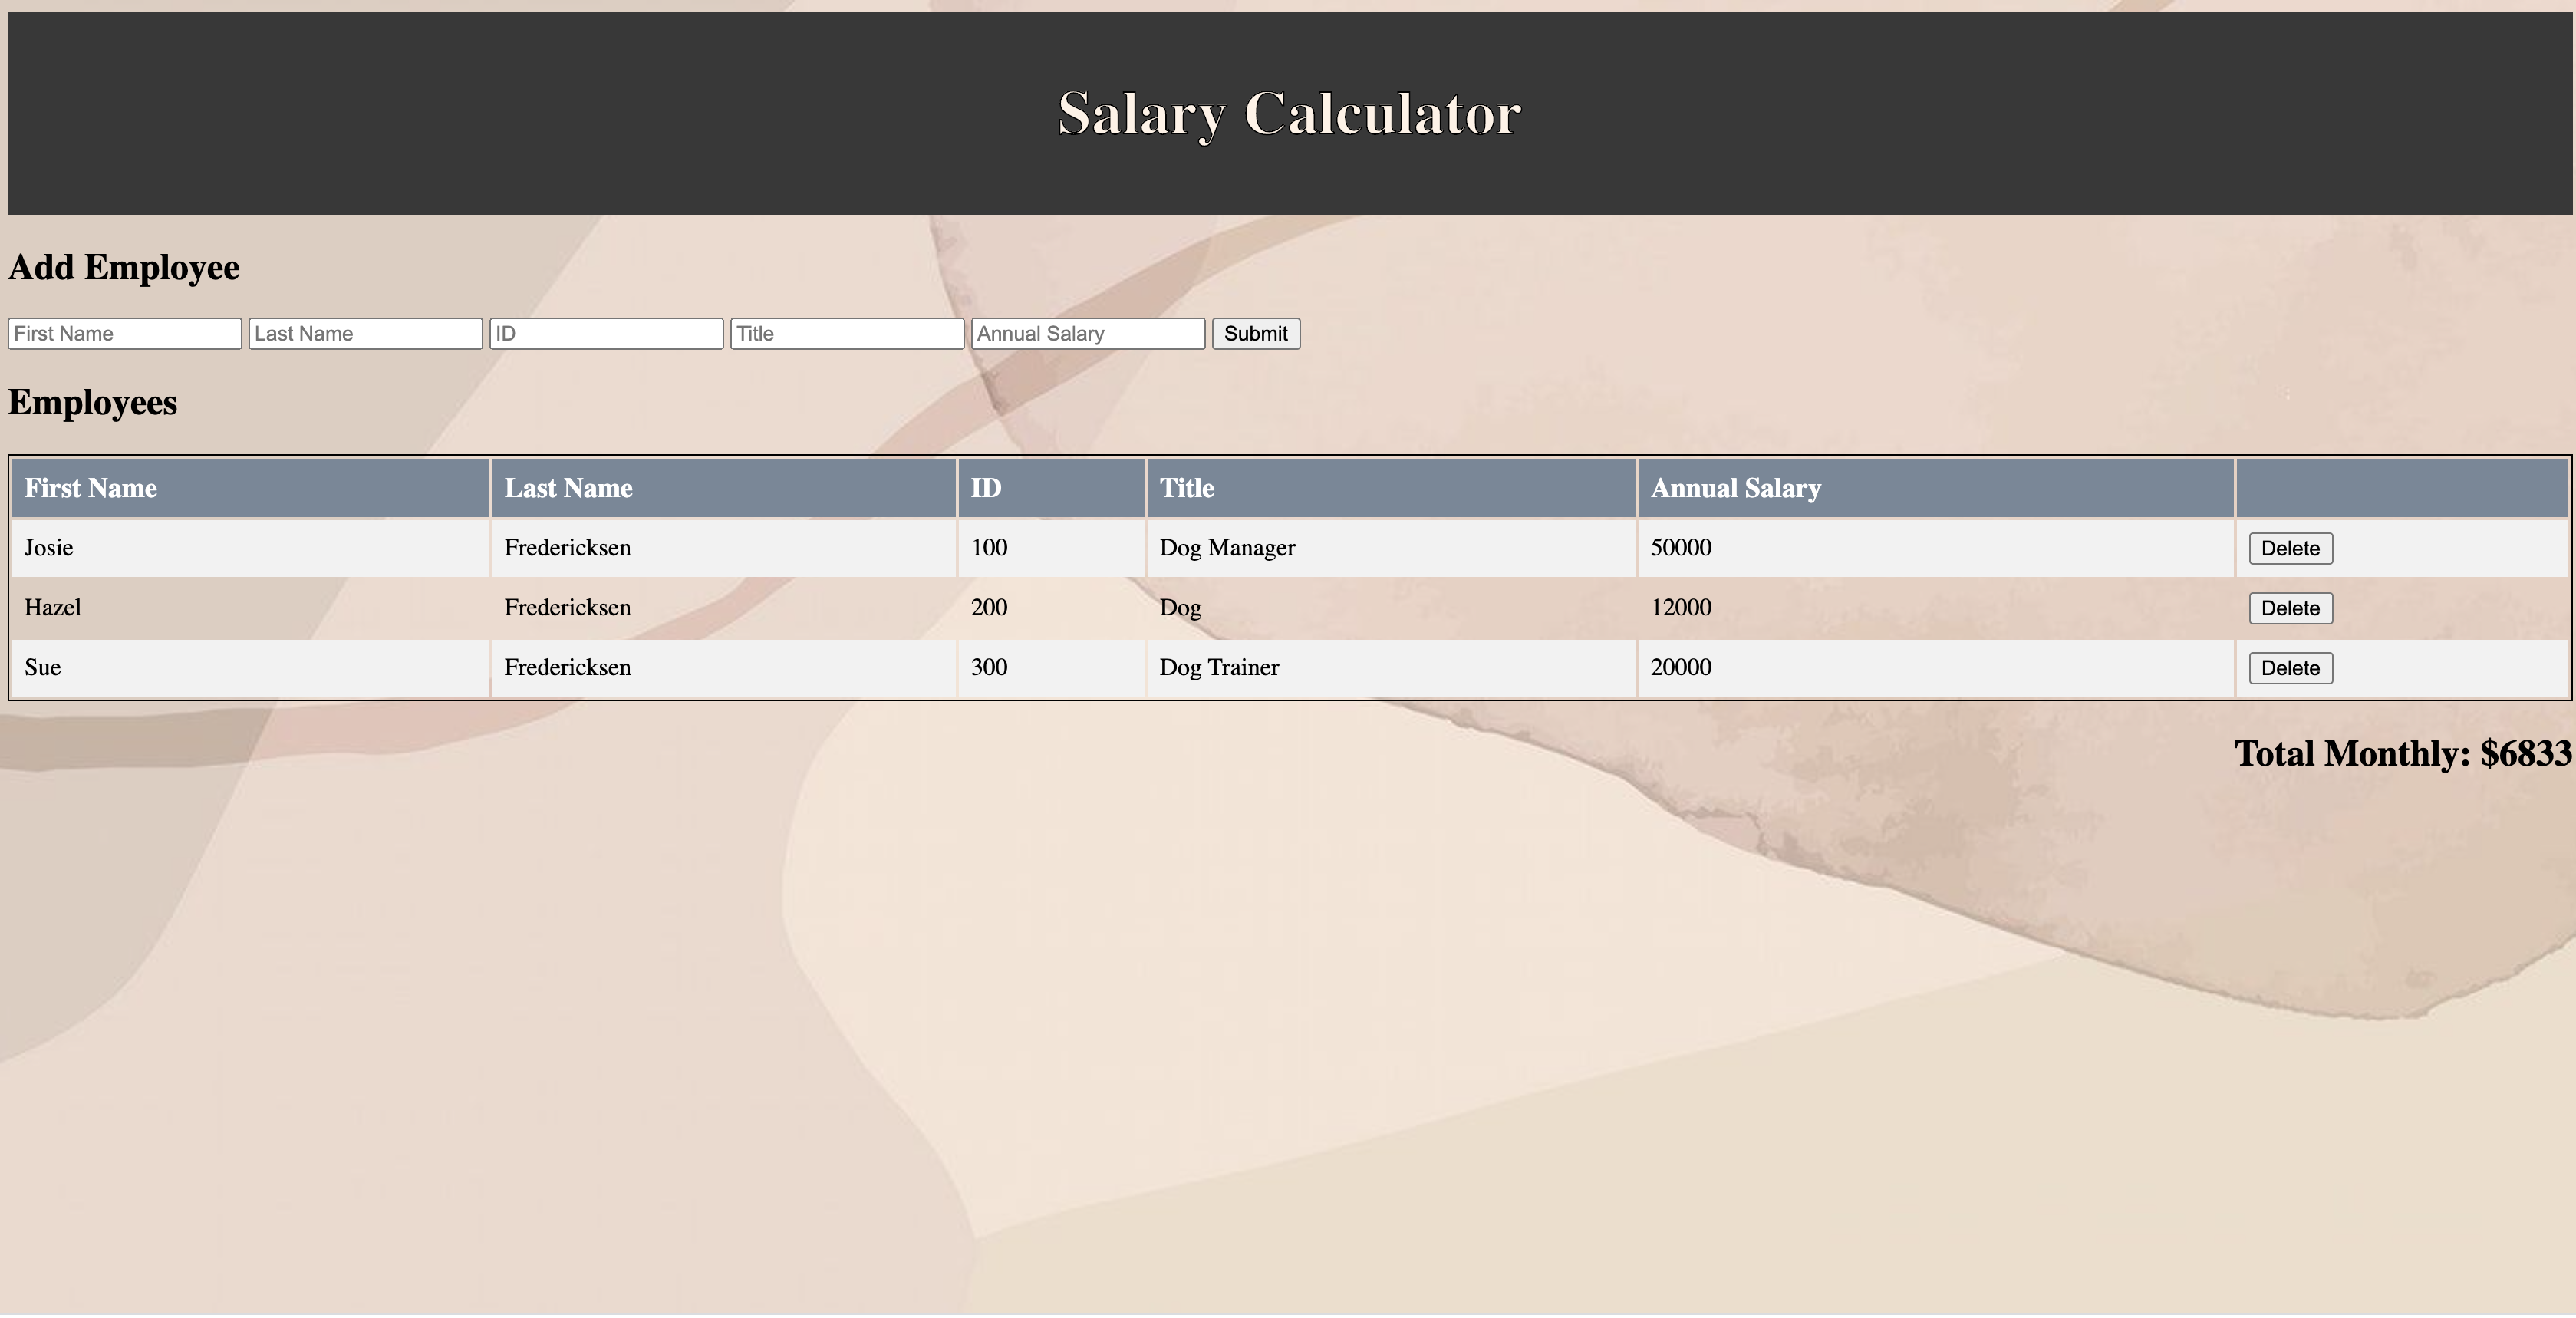 Salary Calculator
Add Employee
First Name Last Name ID Title Annual Salary Submit
Employees
First Name Last Name ID Title Annual Salary
Josie Fredericksen 100 Dog Manager 50000 Delete
Hazel Fredericksen 200 Dog 12000 Delete
Sue Fredericksen 300 Dog Trainer 20000 Delete
Total Monthly: $6833